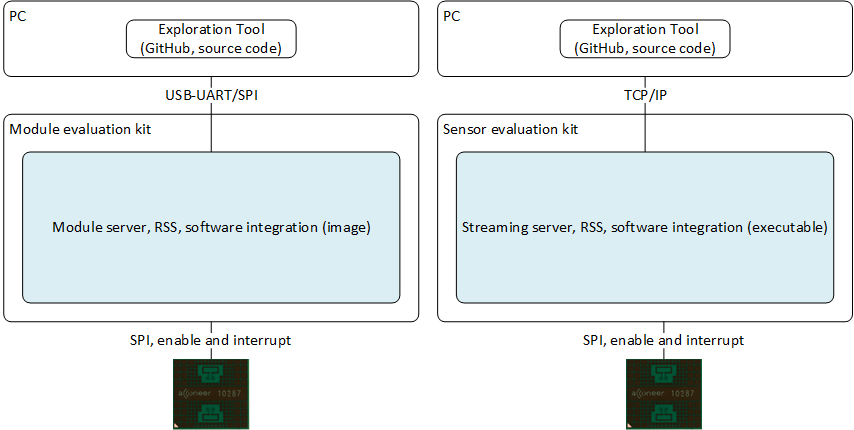 PC
Exploration Tool
(GitHub, source code)
USB-UART/SPI
Module evaluation kit
Module server, RSS, software integration (image)
SPI, enable and interrupt
acconeer 10287
PC
Exploration Tool
(GitHub, source code)
TCP/IP
Sensor evaluation kit
Streaming server, RSS, software integration (executable)
SPI, enable and interrupt
acconeer 10287